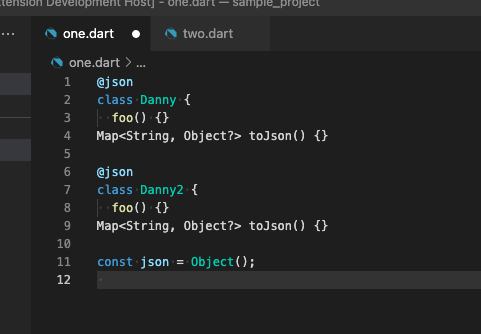 xtension Development Host] - one.dart — sample_project
... one.dart two.dart
one.dart > ...
1 @json
2 class Danny {
3 foo() {}
4 Map<String, Object?> toJson() {}
5
6 @json
7 class Danny2 {
8 foo() {}
9 Map<String, Object?> toJson() {}
10
11 const json = Object();
12